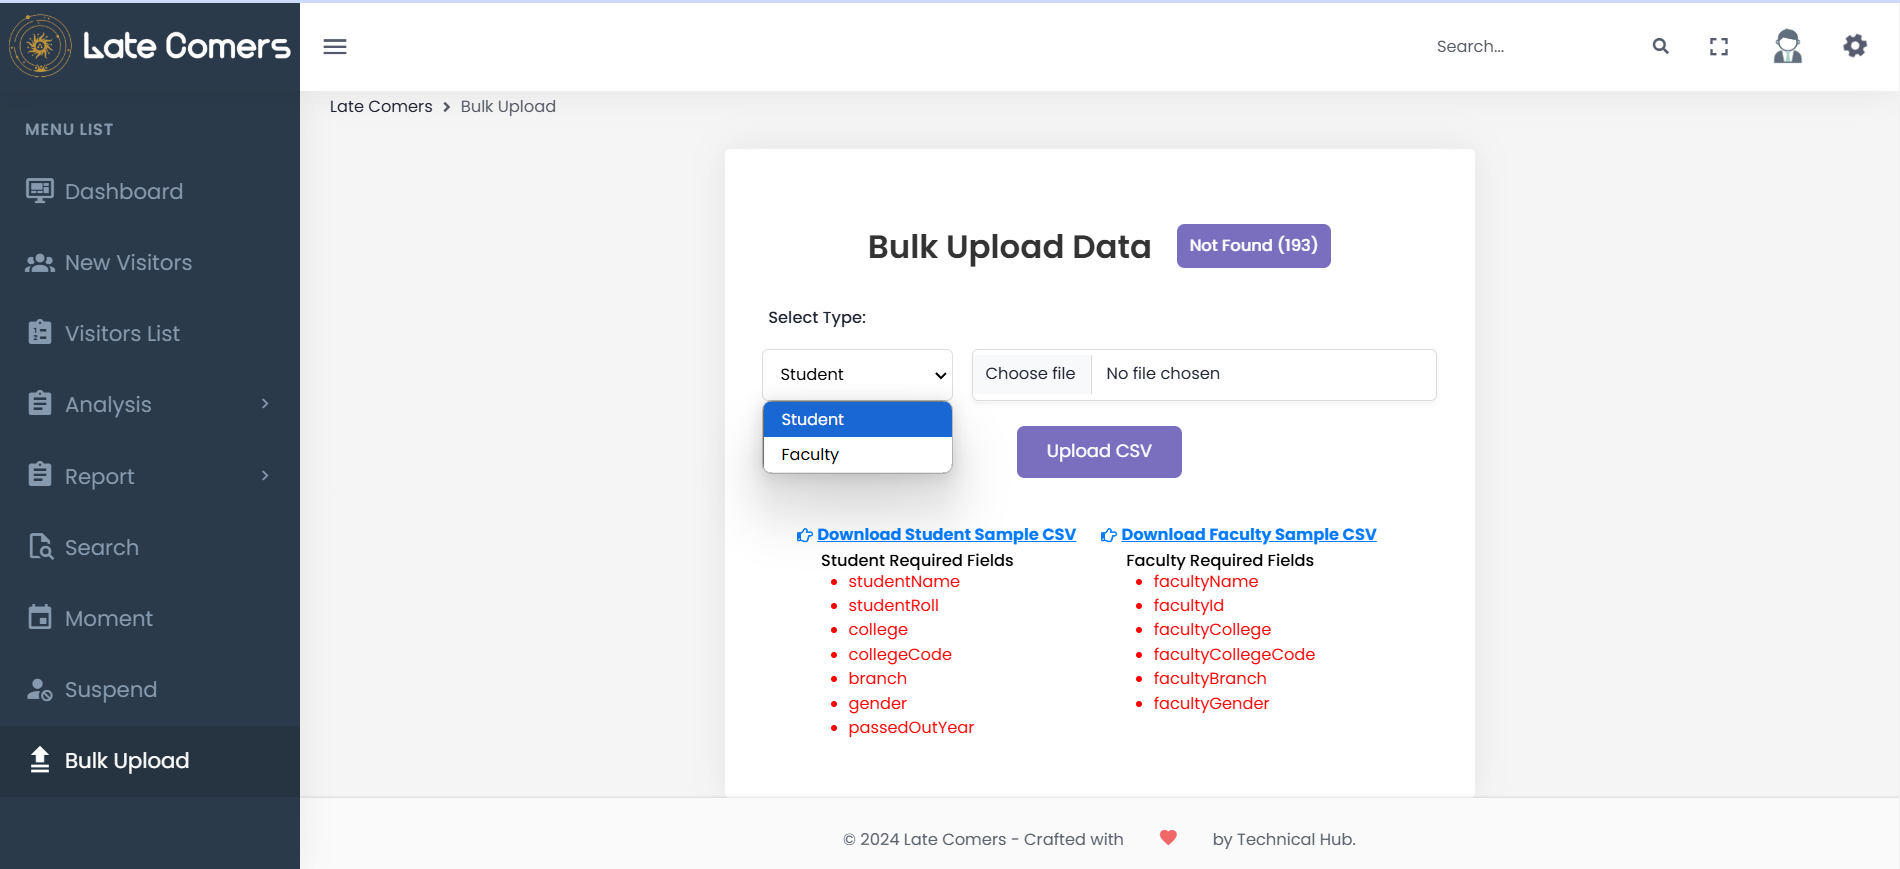 Late Comers
Search...
Late Comers > Bulk Upload
MENU LIST
Dashboard
New Visitors
Visitors List
Analysis
Report
Search
Moment
Suspend
Bulk Upload
Bulk Upload Data
Not Found (193)
Select Type:
Student
Choose file
No file chosen
Student
Faculty
Upload CSV
Download Student Sample CSV
Student Required Fields
studentName
studentRoll
college
collegeCode
branch
gender
passedOutYear
Download Faculty Sample CSV
Faculty Required Fields
facultyName
facultyId
facultyCollege
facultyCollegeCode
facultyBranch
facultyGender
© 2024 Late Comers - Crafted with ❤ by Technical Hub.